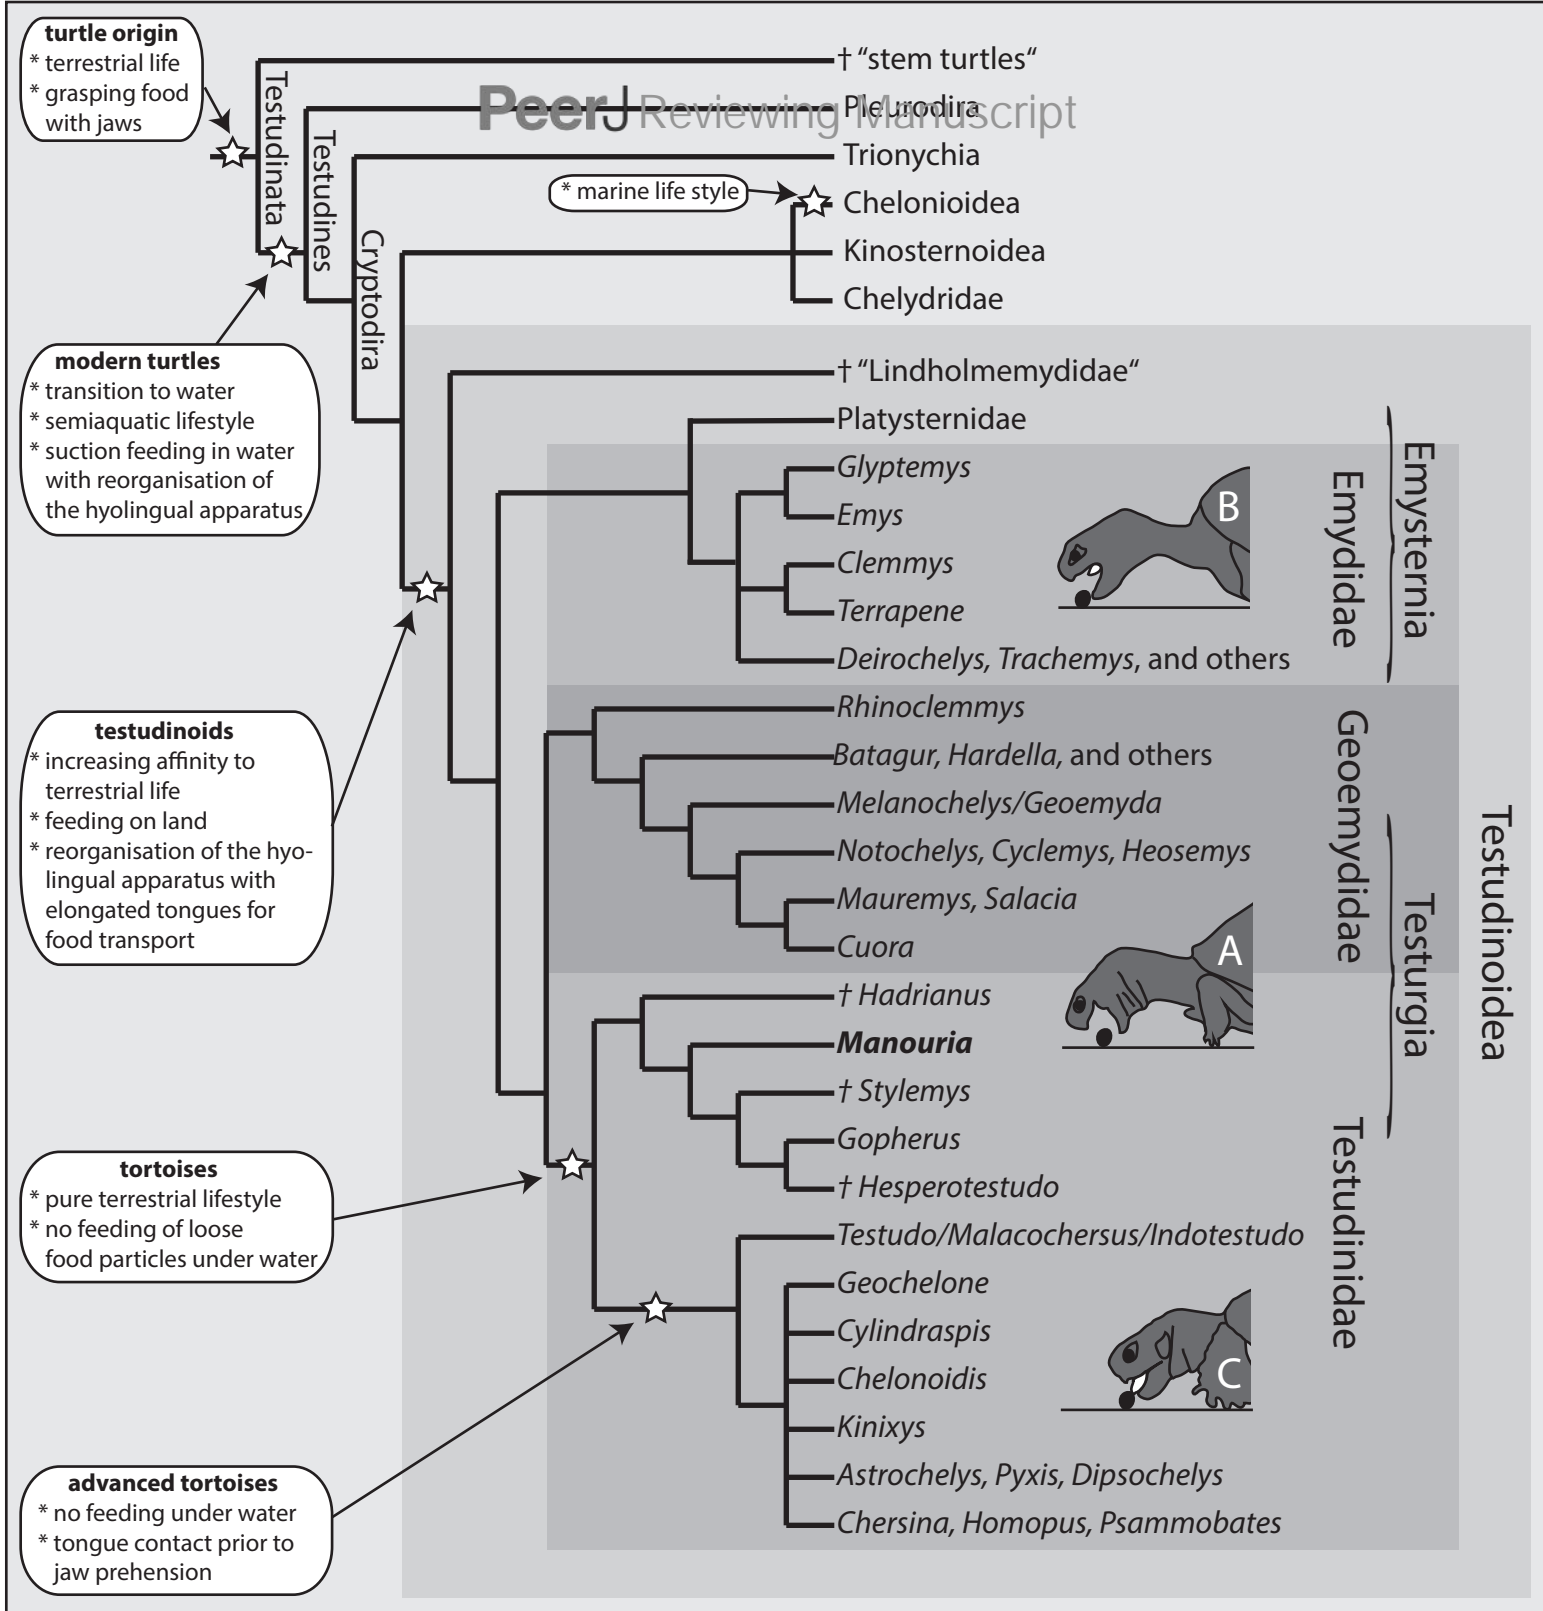 turtle origin
* terrestrial life
* grasping food
with jaws
Testudinata
Testudines
Cryptodira
† “stem turtles“
Pleurodira
PeerJ Reviewing Manuscript
Trionychia
* marine life style
Chelonioidea
Kinosternoidea
Chelydridae
modern turtles
* transition to water
* semiaquatic lifestyle
* suction feeding in water
with reorganisation of
the hyolingual apparatus
† “Lindholmemydidae“
Platysternidae
Glyptemys
Emys
Clemmys
Terrapene
Deirochelys, Trachemys, and others
B
Emydidae
Emysternia
testudinoids
* increasing affinity to
terrestrial life
* feeding on land
* reorganisation of the hyo-
lingual apparatus with
elongated tongues for
food transport
Rhinoclemmys
Batagur, Hardella, and others
Melanochelys/Geoemyda
Notochelys, Cyclemys, Heosemys
Mauremys, Salacia
Cuora
A
Geoemydidae
Testurgia
Testudinoidea
† Hadrianus
Manouria
† Stylemys
Gopherus
† Hesperotestudo
Testudo/Malacochersus/Indotestudo
Geochelone
Cylindraspis
Chelonoidis
Kinixys
Astrochelys, Pyxis, Dipsochelys
Chersina, Homopus, Psammobates
C
Testudinidae
tortoises
* pure terrestrial lifestyle
* no feeding of loose
food particles under water
advanced tortoises
* no feeding under water
* tongue contact prior to
jaw prehension